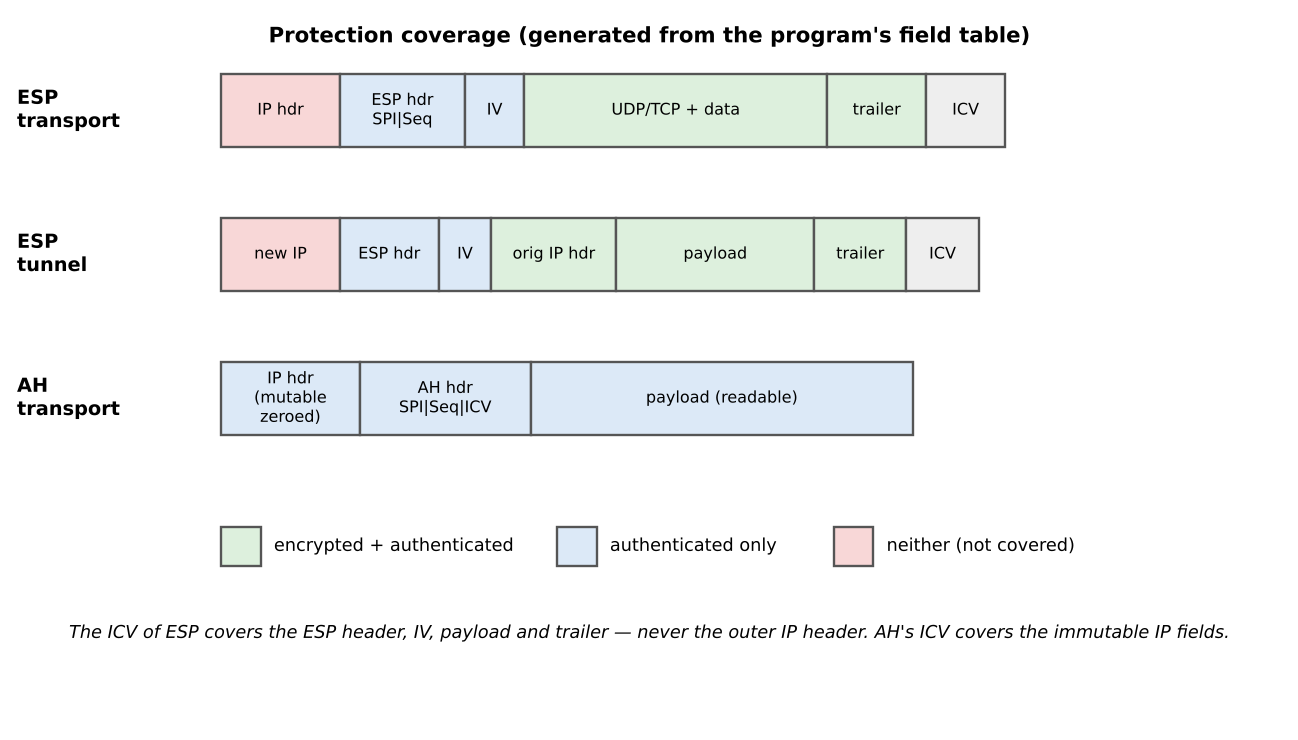 Protection coverage (generated from the program's field table)
ESP
transport
IP hdr
ESP hdr
SPI|Seq
IV
UDP/TCP + data
trailer
ICV
ESP
tunnel
new IP
ESP hdr
IV
orig IP hdr
payload
trailer
ICV
AH
transport
IP hdr
(mutable
zeroed)
AH hdr
SPI|Seq|ICV
payload (readable)
encrypted + authenticated
authenticated only
neither (not covered)
The ICV of ESP covers the ESP header, IV, payload and trailer — never the outer IP header. AH's ICV covers the immutable IP fields.